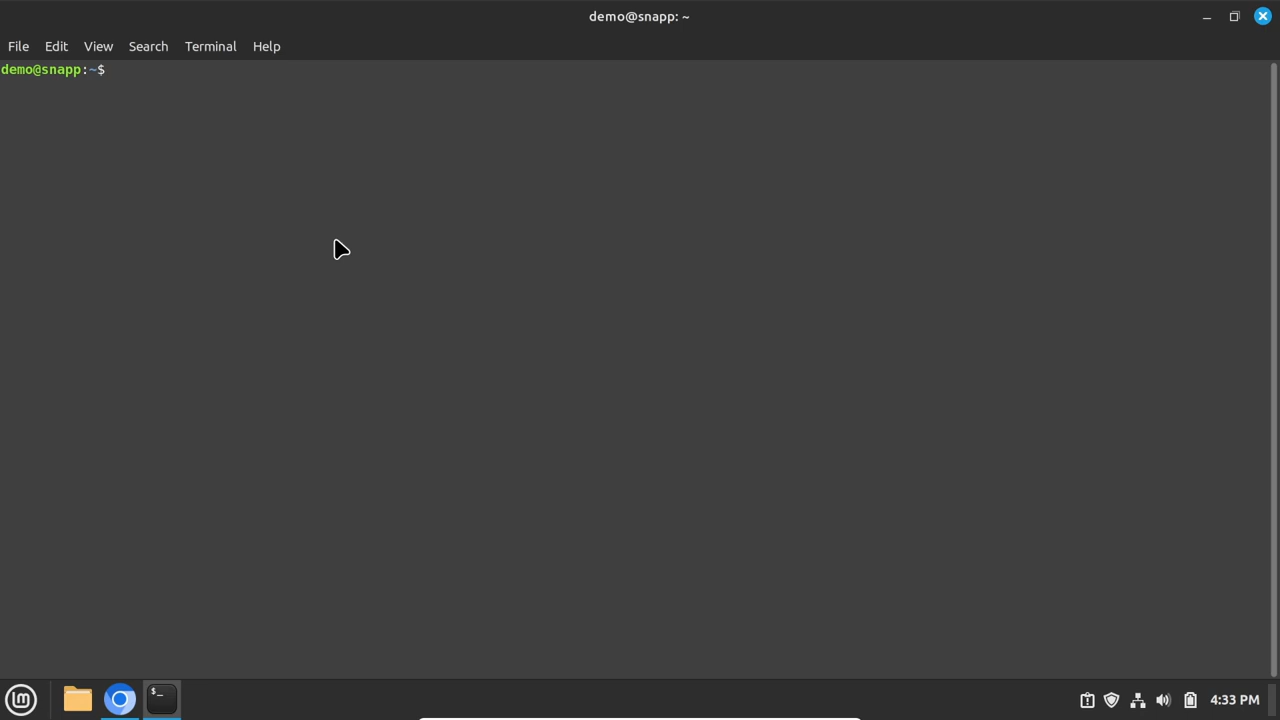 demo@snapp: ~
File Edit View Search Terminal Help
demo@snapp:~$
$_
4:33 PM